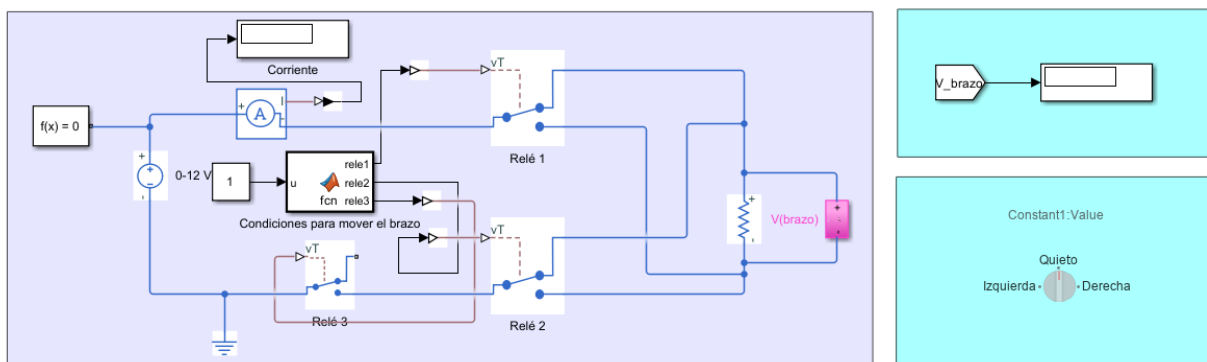 Corriente
f(x) = 0
+
I
A
-
vT
Relé 1
+
-
0-12 V
1
u
fcn
rele1
rele2
rele3
Condiciones para mover el brazo
vT
Relé 3
vT
Relé 2
+
-
V(brazo)
+
-
V_brazo
Constant1:Value
Quieto
Izquierda
Derecha